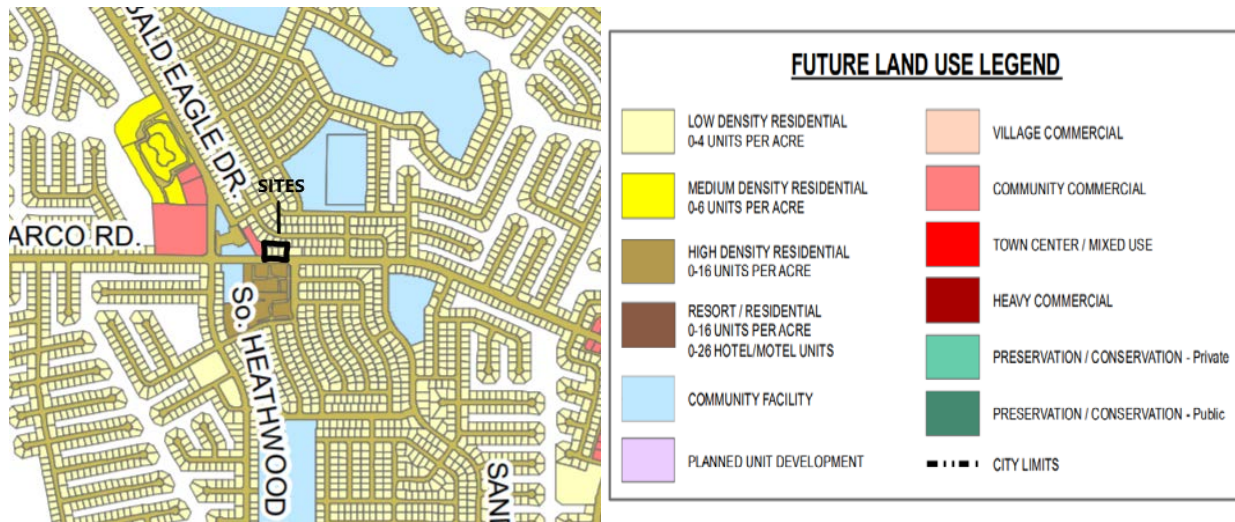 BALD EAGLE DR.
SITES
ARCO RD.
So. HEATHWOOD
FUTURE LAND USE LEGEND
LOW DENSITY RESIDENTIAL
0-4 UNITS PER ACRE
MEDIUM DENSITY RESIDENTIAL
0-6 UNITS PER ACRE
HIGH DENSITY RESIDENTIAL
0-16 UNITS PER ACRE
RESORT / RESIDENTIAL
0-16 UNITS PER ACRE
0-26 HOTEL/MOTEL UNITS
COMMUNITY FACILITY
PLANNED UNIT DEVELOPMENT
VILLAGE COMMERCIAL
COMMUNITY COMMERCIAL
TOWN CENTER / MIXED USE
HEAVY COMMERCIAL
PRESERVATION / CONSERVATION - Private
PRESERVATION / CONSERVATION - Public
CITY LIMITS